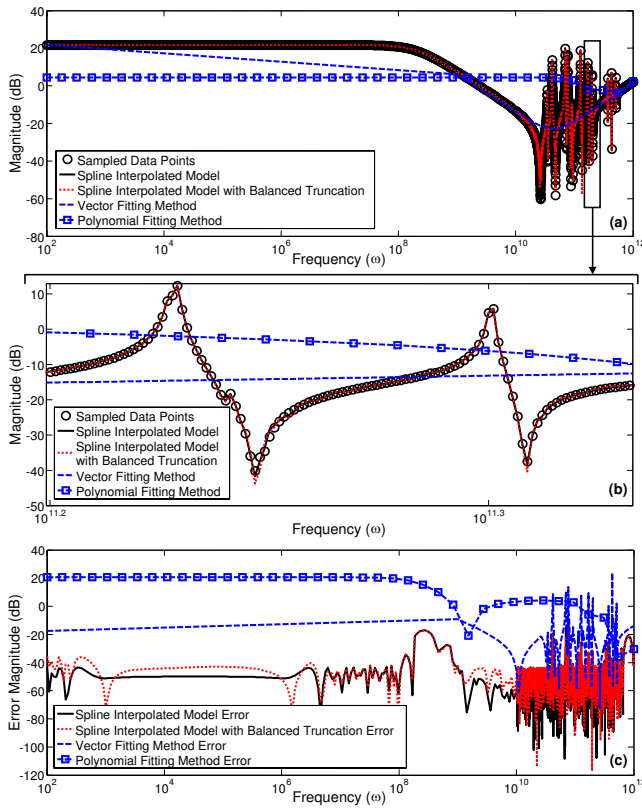 40
20
0
-20
-40
-60
-80
Magnitude (dB)
Sampled Data Points
Spline Interpolated Model
Spline Interpolated Model with Balanced Truncation
Vector Fitting Method
Polynomial Fitting Method
(a)
10^2
10^4
10^6
10^8
10^10
10^12
Frequency (ω)
10
0
-10
-20
-30
-40
-50
Magnitude (dB)
Sampled Data Points
Spline Interpolated Model
Spline Interpolated Model
with Balanced Truncation
Vector Fitting Method
Polynomial Fitting Method
(b)
10^11.2
10^11.3
Frequency (ω)
40
20
0
-20
-40
-60
-80
-100
-120
Error Magnitude (dB)
Spline Interpolated Model Error
Spline Interpolated Model with Balanced Truncation Error
Vector Fitting Method Error
Polynomial Fitting Method Error
(c)
10^2
10^4
10^6
10^8
10^10
10^12
Frequency (ω)